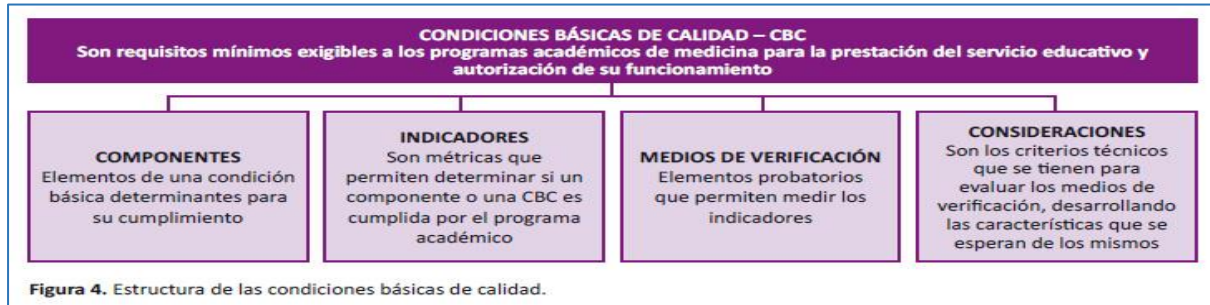 CONDICIONES BÁSICAS DE CALIDAD – CBC
Son requisitos mínimos exigibles a los programas académicos de medicina para la prestación del servicio educativo y
autorización de su funcionamiento
COMPONENTES
Elementos de una condición
básica determinantes para
su cumplimiento
INDICADORES
Son métricas que
permiten determinar si un
componente o una CBC es
cumplida por el programa
académico
MEDIOS DE VERIFICACIÓN
Elementos probatorios
que permiten medir los
indicadores
CONSIDERACIONES
Son los criterios técnicos
que se tienen para
evaluar los medios de
verificación, desarrollando
las características que se
esperan de los mismos
Figura 4. Estructura de las condiciones básicas de calidad.